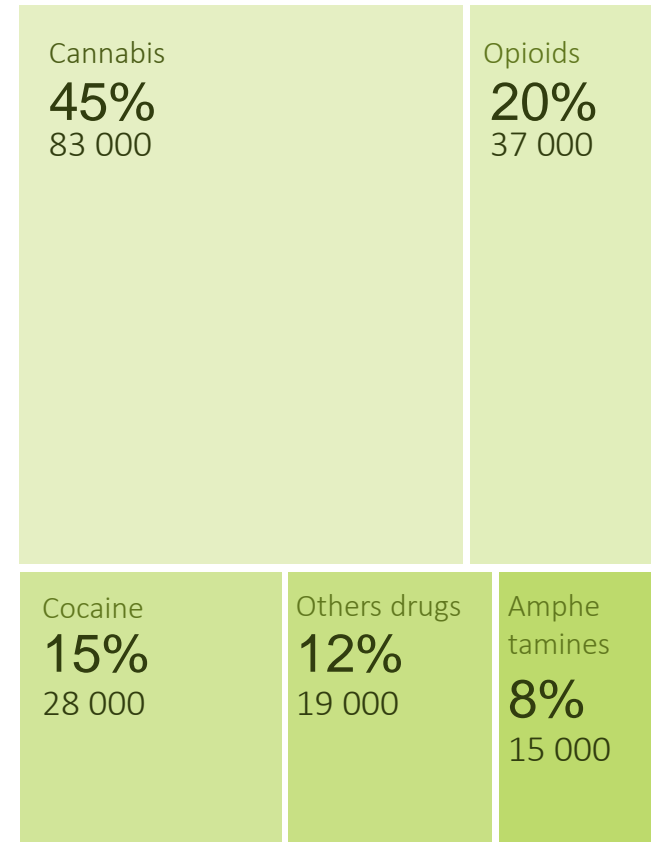 Cannabis
45%
83 000
Opioids
20%
37 000
Cocaine
15%
28 000
Others drugs
12%
19 000
Amphe
tamines
8%
15 000